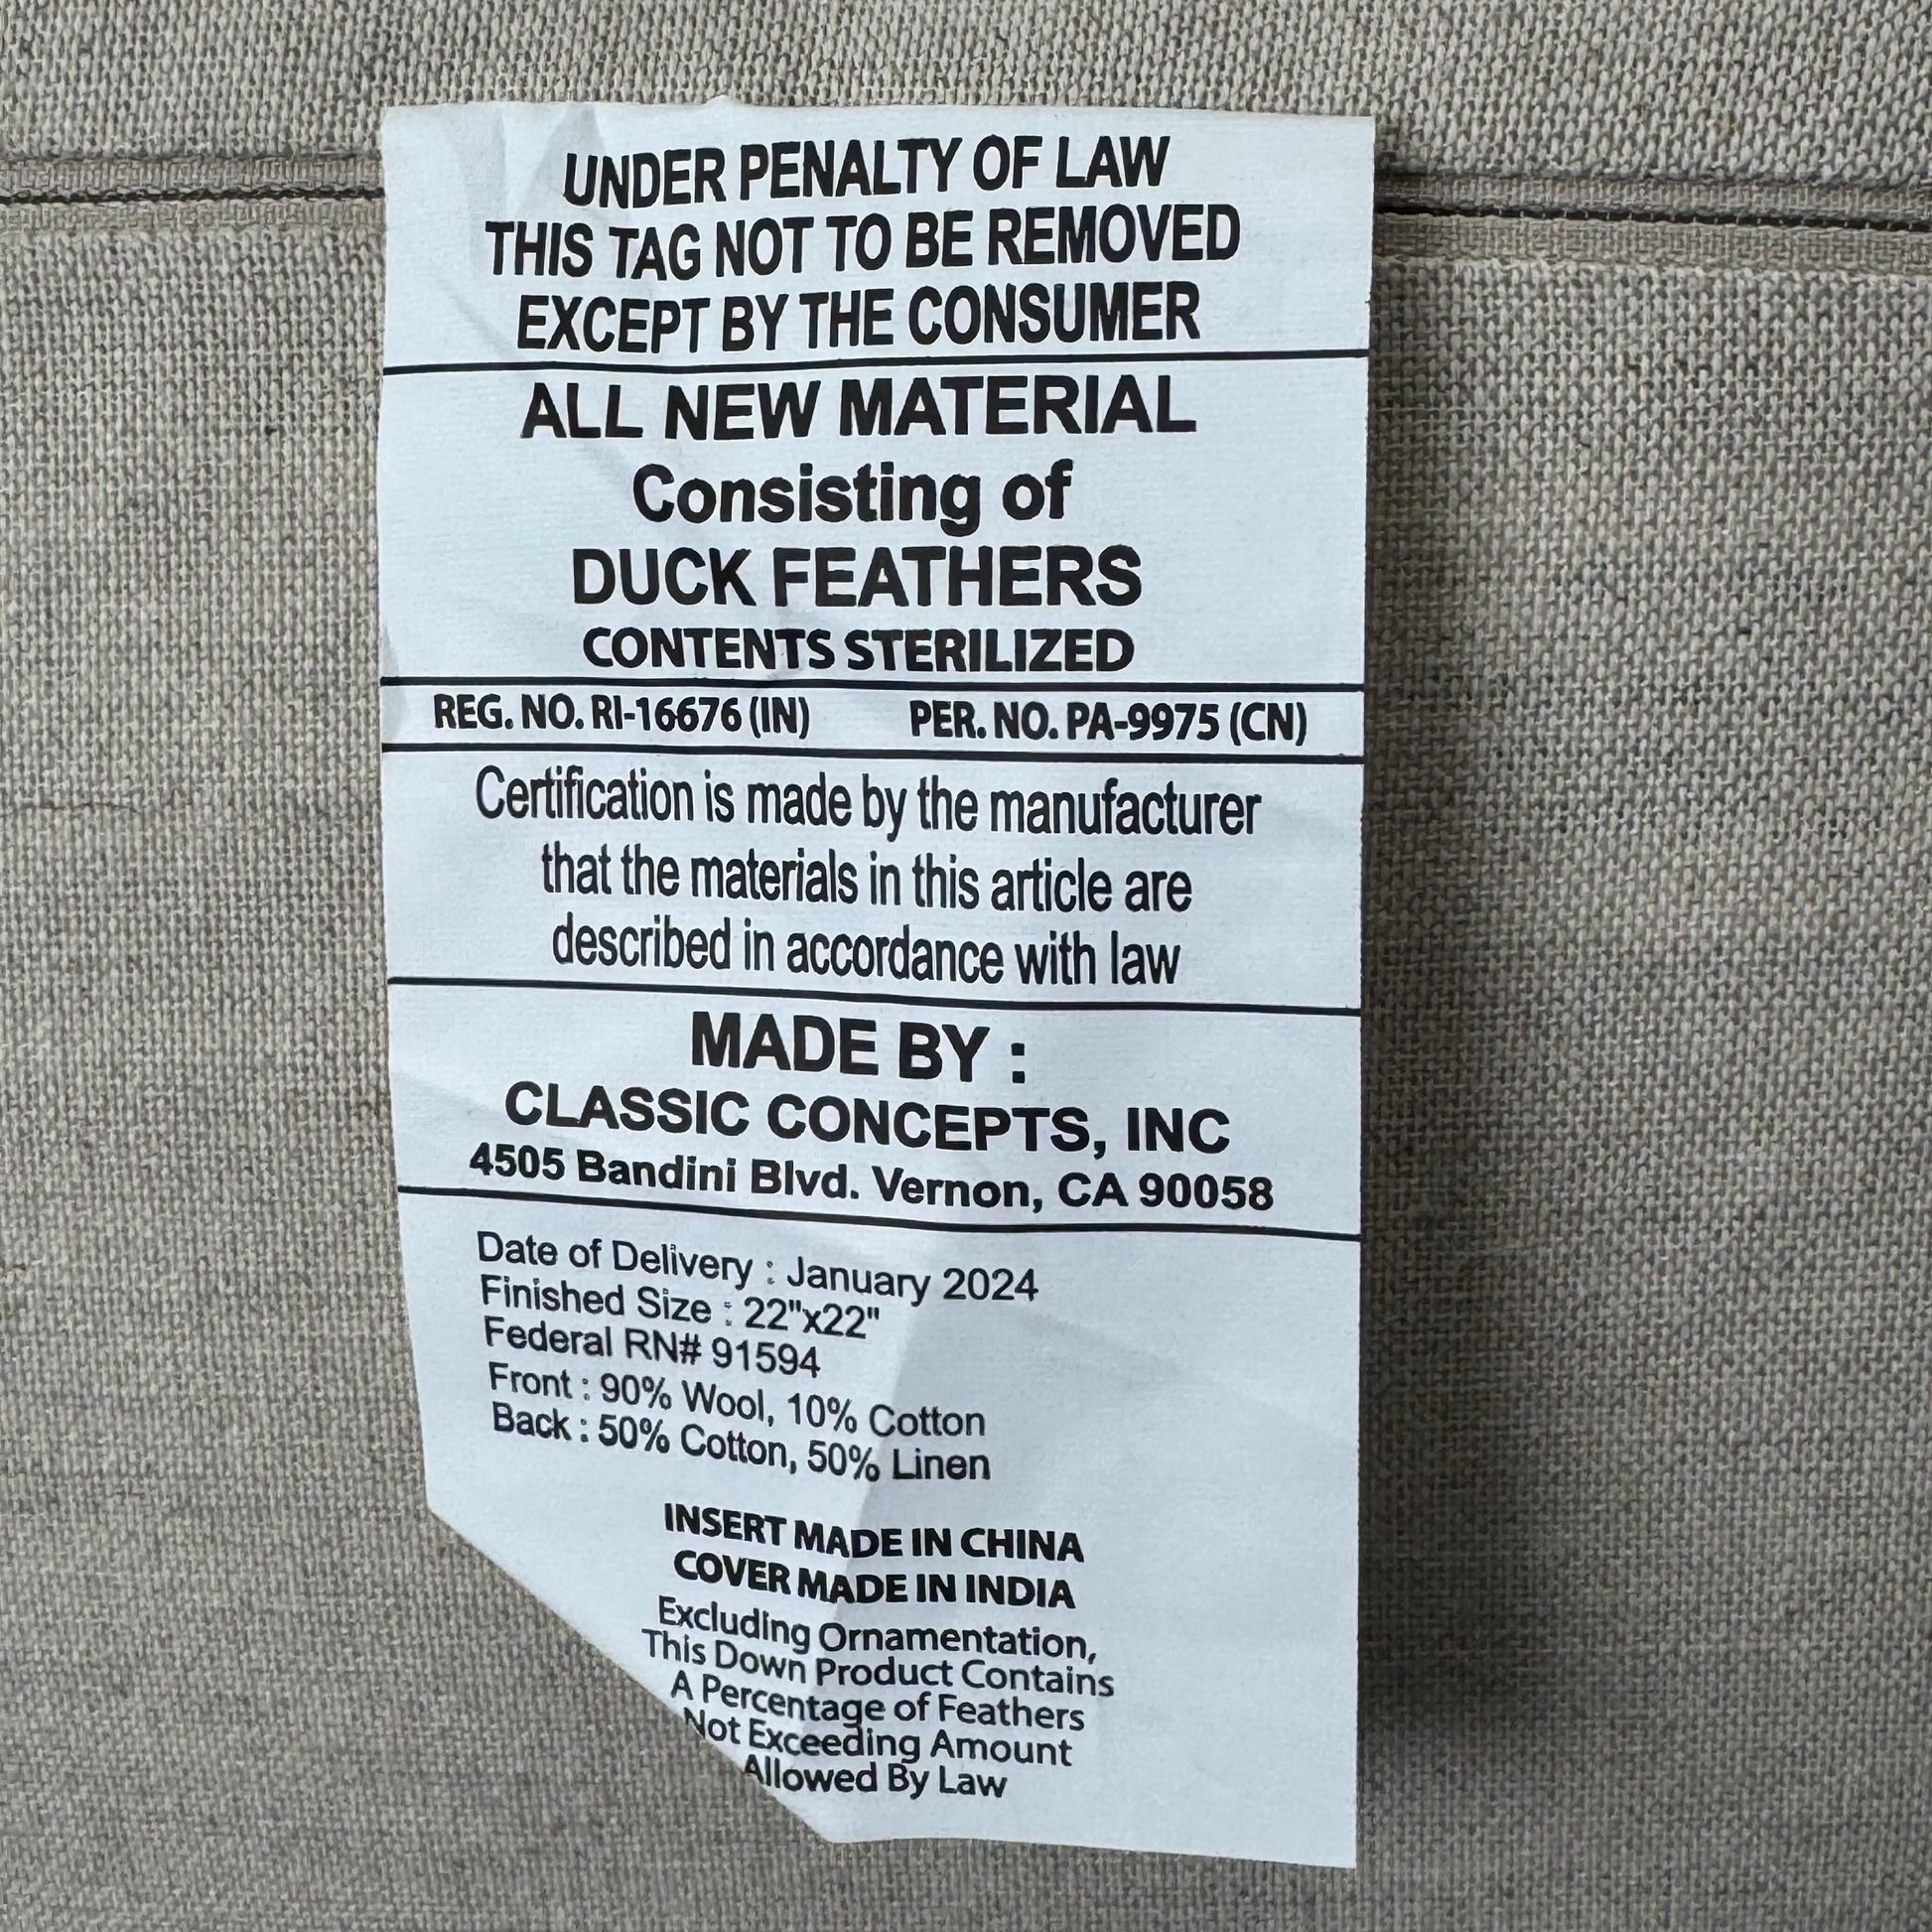 UNDER PENALTY OF LAW
THIS TAG NOT TO BE REMOVED
EXCEPT BY THE CONSUMER
ALL NEW MATERIAL
Consisting of
DUCK FEATHERS
CONTENTS STERILIZED
REG. NO. RI-16676 (IN) PER. NO. PA-9975 (CN)
Certification is made by the manufacturer
that the materials in this article are
described in accordance with law
MADE BY :
CLASSIC CONCEPTS, INC
4505 Bandini Blvd. Vernon, CA 90058
Date of Delivery : January 2024
Finished Size : 22"x22"
Federal RN# 91594
Front : 90% Wool, 10% Cotton
Back : 50% Cotton, 50% Linen
INSERT MADE IN CHINA
COVER MADE IN INDIA
Excluding Ornamentation,
This Down Product Contains
A Percentage of Feathers
Not Exceeding Amount
Allowed By Law